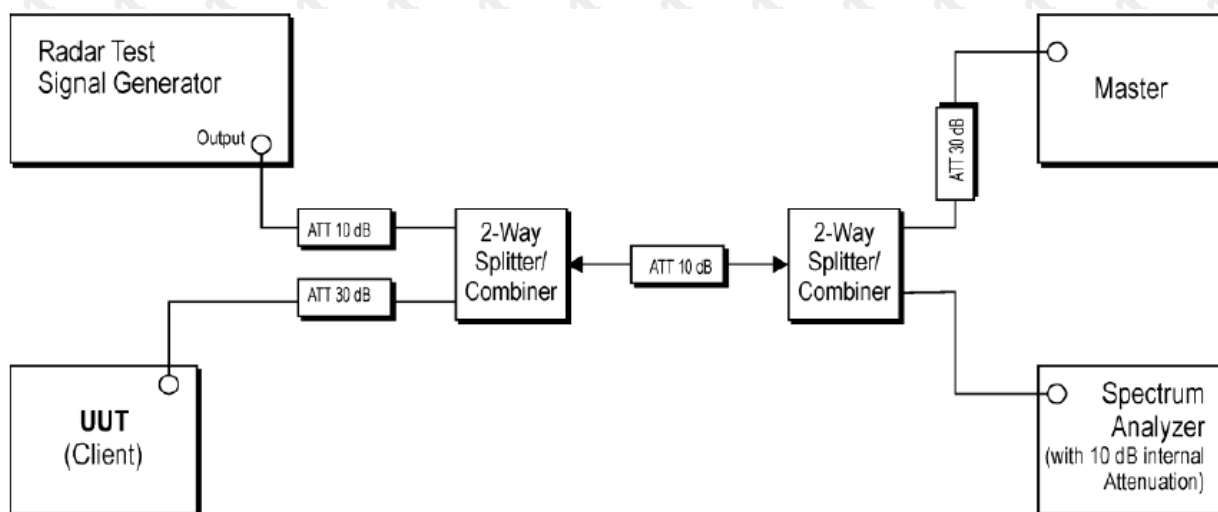 Radar Test
Signal Generator
Output
Master
ATT 30 dB
ATT 10 dB
2-Way
Splitter/
Combiner
ATT 10 dB
2-Way
Splitter/
Combiner
ATT 30 dB
UUT
(Client)
Spectrum
Analyzer
(with 10 dB internal
Attenuation)